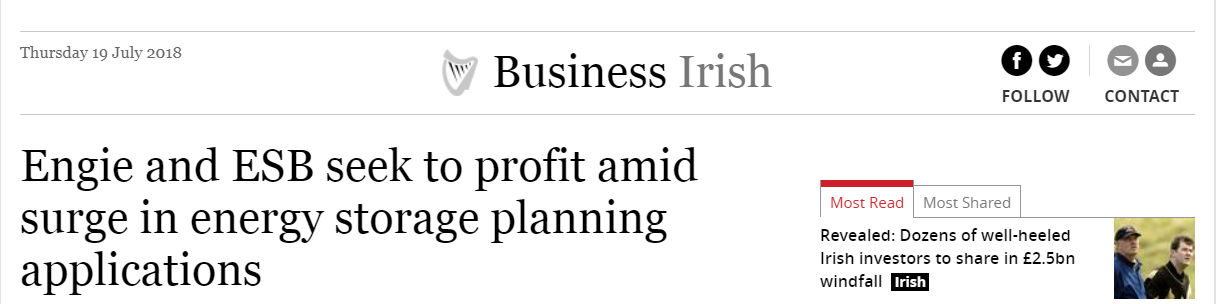 Thursday 19 July 2018
Business Irish
FOLLOW
CONTACT
Engie and ESB seek to profit amid
surge in energy storage planning
applications
Most Read
Most Shared
Revealed: Dozens of well-heeled
Irish investors to share in £2.5bn
windfall Irish